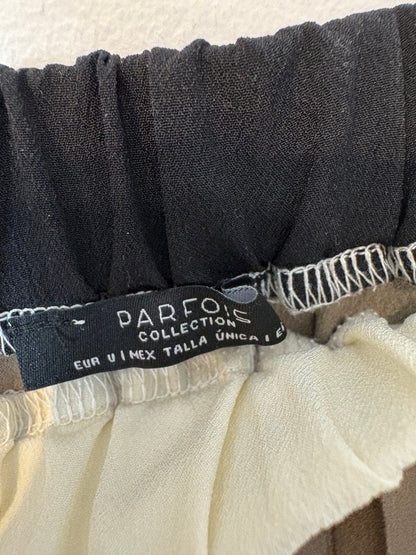 PARFOIS
COLLECTION
EUR U | MEX TALLA ÚNICA |